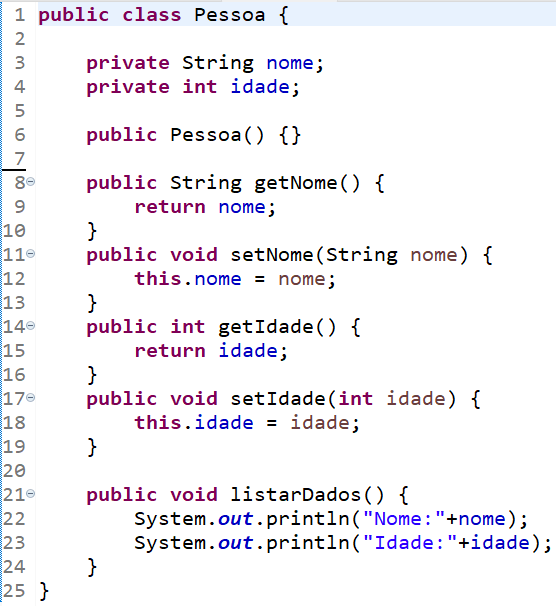 1 public class Pessoa {
2
3     private String nome;
4     private int idade;
5
6     public Pessoa() {}
7
8     public String getNome() {
9         return nome;
10     }
11     public void setNome(String nome) {
12         this.nome = nome;
13     }
14     public int getIdade() {
15         return idade;
16     }
17     public void setIdade(int idade) {
18         this.idade = idade;
19     }
20
21     public void listarDados() {
22         System.out.println("Nome:"+nome);
23         System.out.println("Idade:"+idade);
24     }
25 }